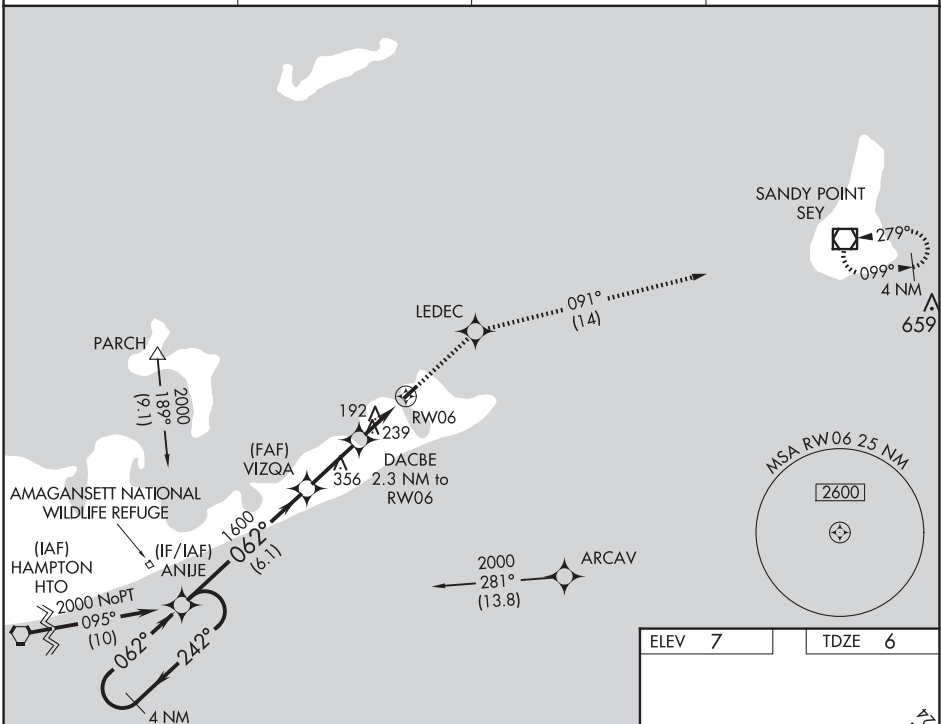 SANDY POINT
SEY
279°
099°
4 NM
659
LEDEC
091°
(14)
PARCH
2000
189°
(9.1)
192
239
RW06
(FAF)
VIZQA
356
DACBE
2.3 NM to
RW06
MSA RW06 25 NM
2600
AMAGANSETT NATIONAL
WILDLIFE REFUGE
1600
062°
(6.1)
(IAF)
HAMPTON
HTO
(IF/IAF)
ANIJE
2000 NoPT
095°
(10)
2000
281°
(13.8)
ARCAV
062°
242°
4 NM
ELEV 7
TDZE 6